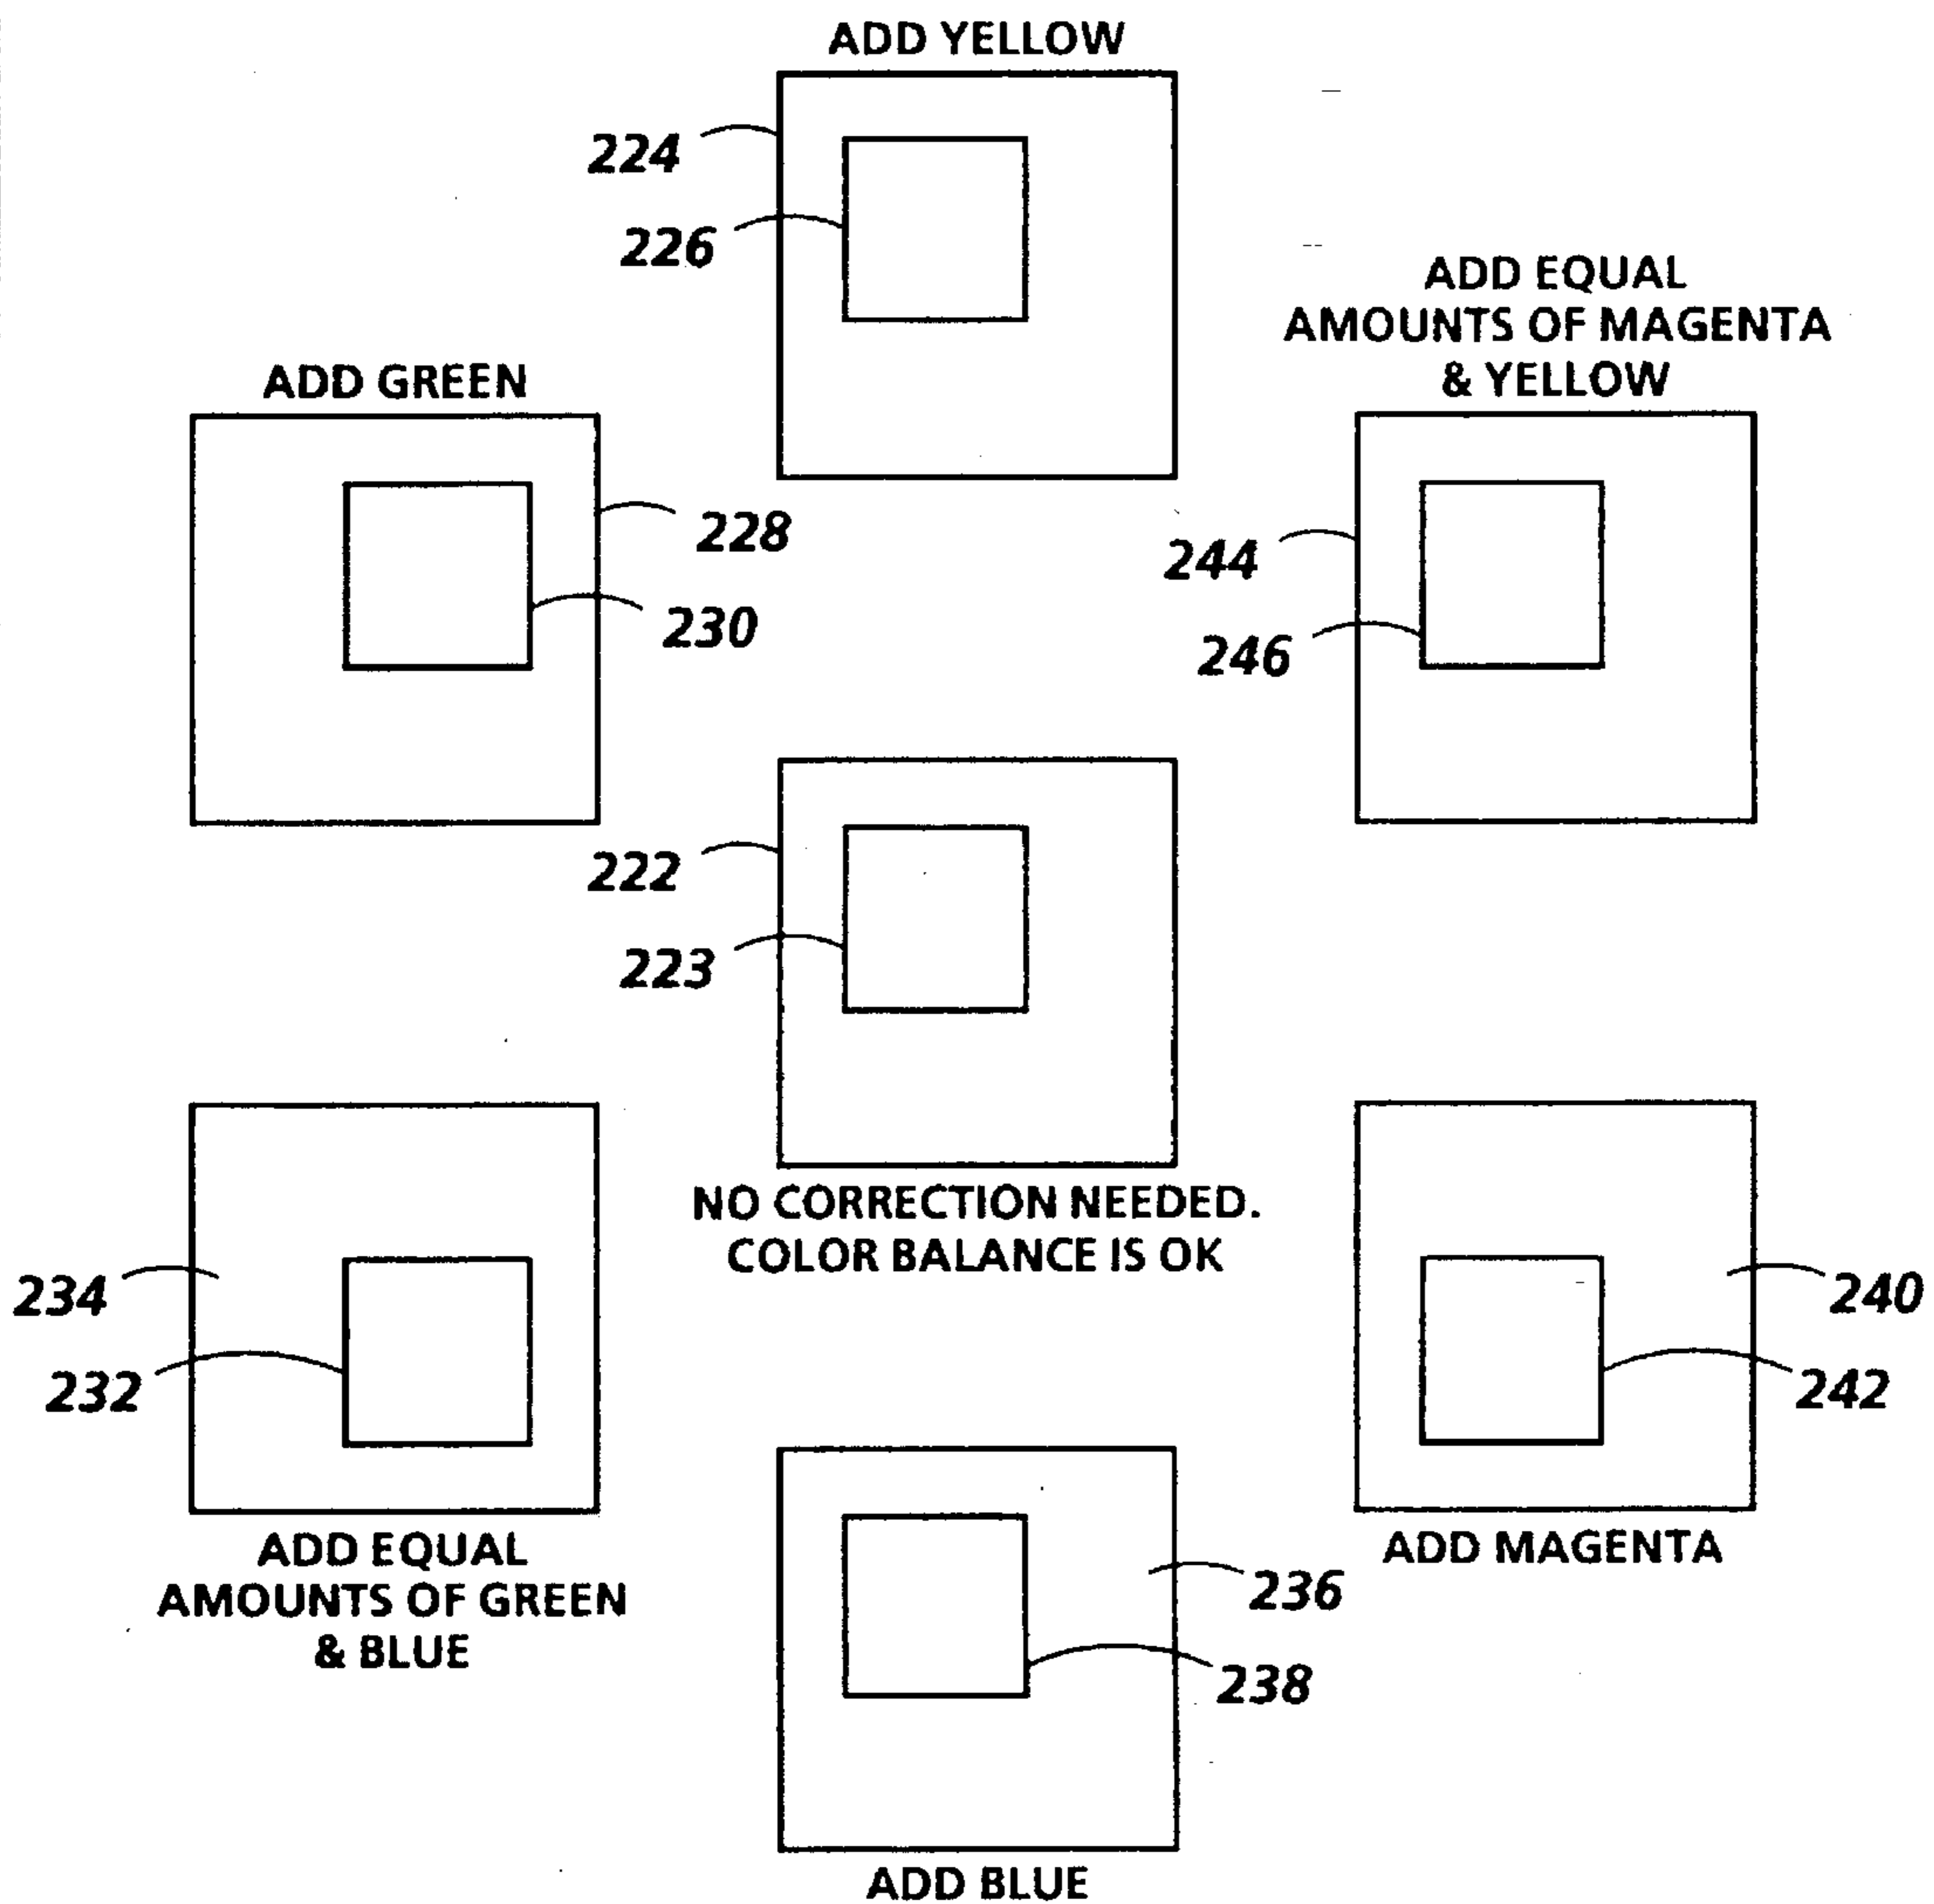 ADD YELLOW
224
226
ADD EQUAL
AMOUNTS OF MAGENTA
& YELLOW
ADD GREEN
228
230
244
246
222
223
NO CORRECTION NEEDED.
COLOR BALANCE IS OK
234
232
240
242
ADD EQUAL
AMOUNTS OF GREEN
& BLUE
ADD MAGENTA
236
238
ADD BLUE